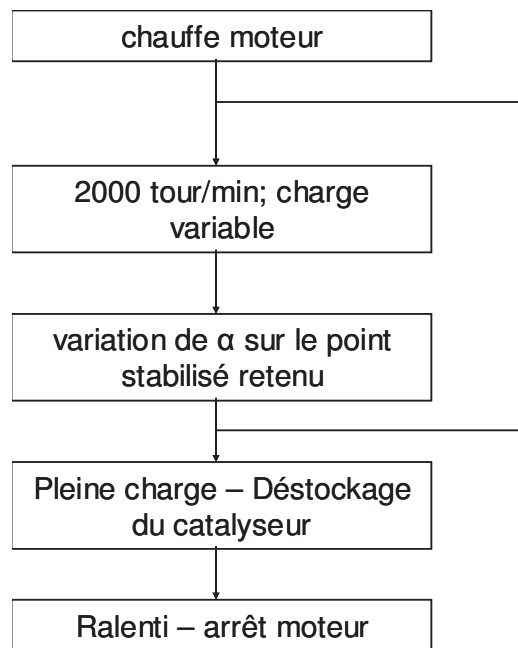 chauffe moteur
2000 tour/min; charge
variable
variation de α sur le point
stabilisé retenu
Pleine charge – Déstockage
du catalyseur
Ralenti – arrêt moteur